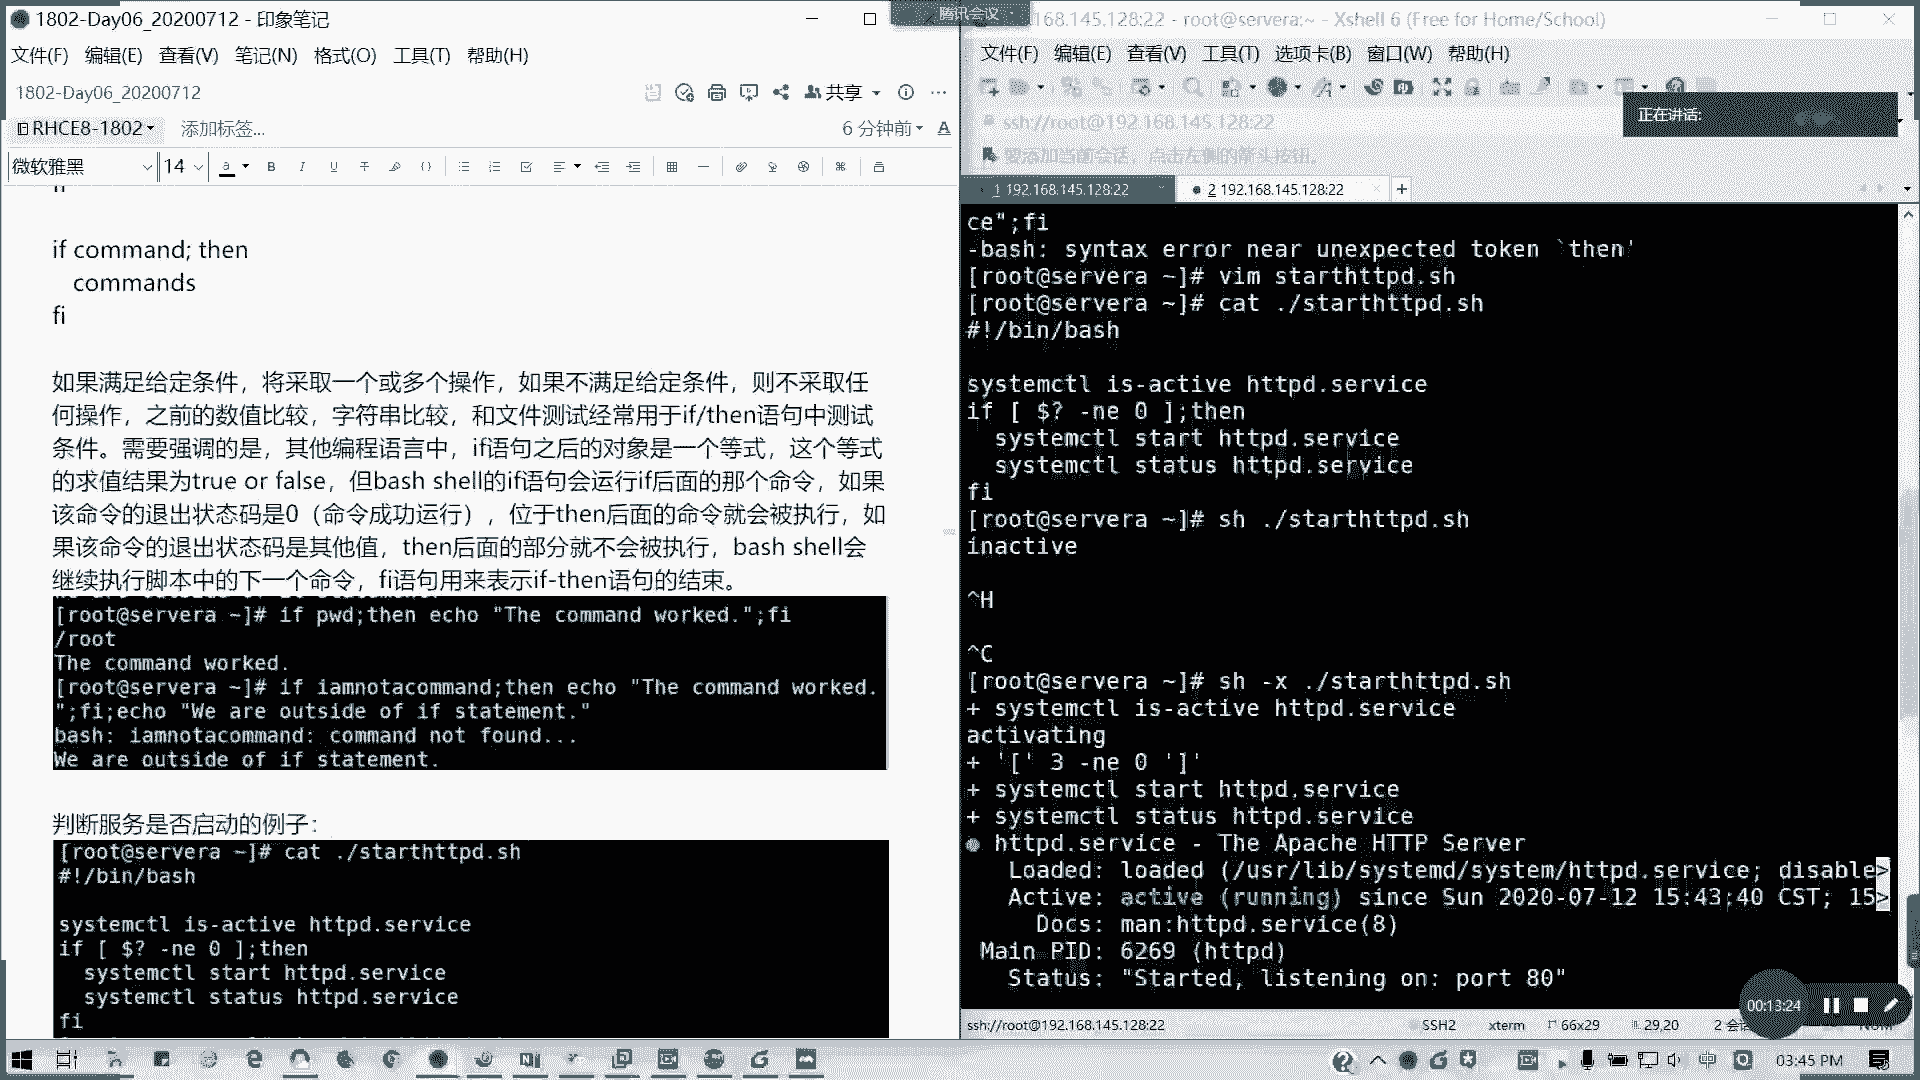 1802-Day06_20200712 - 印象笔记
文件(F) 编辑(E) 查看(V) 笔记(N) 格式(O) 工具(T) 帮助(H)
1802-Day06_20200712
共享
RHCE8-1802
添加标签...
6 分钟前
微软雅黑
14
fi
if command; then
commands
fi
如果满足给定条件，将采取一个或多个操作，如果不满足给定条件，则不采取任
何操作，之前的数值比较，字符串比较，和文件测试经常用于if/then语句中测试
条件。需要强调的是，其他编程语言中，if语句之后的对象是一个等式，这个等式
的求值结果为true or false，但bash shell的if语句会运行if后面的那个命令，如果
该命令的退出状态码是0（命令成功运行），位于then后面的命令就会被执行，如
果该命令的退出状态码是其他值，then后面的部分就不会被执行，bash shell会
继续执行脚本中的下一个命令，fi语句用来表示if-then语句的结束。
[root@servera ~]# if pwd;then echo "The command worked.";fi
/root
The command worked.
[root@servera ~]# if iamnotacommand;then echo "The command worked.
";fi;echo "We are outside of if statement."
bash: iamnotacommand: command not found...
We are outside of if statement.
判断服务是否启动的例子：
[root@servera ~]# cat ./starthttpd.sh
#!/bin/bash
systemctl is-active httpd.service
if [ $? -ne 0 ];then
systemctl start httpd.service
systemctl status httpd.service
fi
腾讯会议
168.145.128:22 - root@servera:~ - Xshell 6 (Free for Home/School)
文件(F) 编辑(E) 查看(V) 工具(T) 选项卡(B) 窗口(W) 帮助(H)
正在讲话:
ssh://root@192.168.145.128:22
要添加当前会话，点击左侧的箭头按钮。
1 192.168.145.128:22
2 192.168.145.128:22
ce";fi
-bash: syntax error near unexpected token `then'
[root@servera ~]# vim starthttpd.sh
[root@servera ~]# cat ./starthttpd.sh
#!/bin/bash
systemctl is-active httpd.service
if [ $? -ne 0 ];then
systemctl start httpd.service
systemctl status httpd.service
fi
[root@servera ~]# sh ./starthttpd.sh
inactive
^H
^C
[root@servera ~]# sh -x ./starthttpd.sh
+ systemctl is-active httpd.service
activating
+ '[' 3 -ne 0 ']'
+ systemctl start httpd.service
+ systemctl status httpd.service
● httpd.service - The Apache HTTP Server
Loaded: loaded (/usr/lib/systemd/system/httpd.service; disable>
Active: active (running) since Sun 2020-07-12 15:43:40 CST; 15>
Docs: man:httpd.service(8)
Main PID: 6269 (httpd)
Status: "Started, listening on: port 80"
00:13:24
ssh://root@192.168.145.128:22
SSH2
xterm
66x29
29,20
03:45 PM